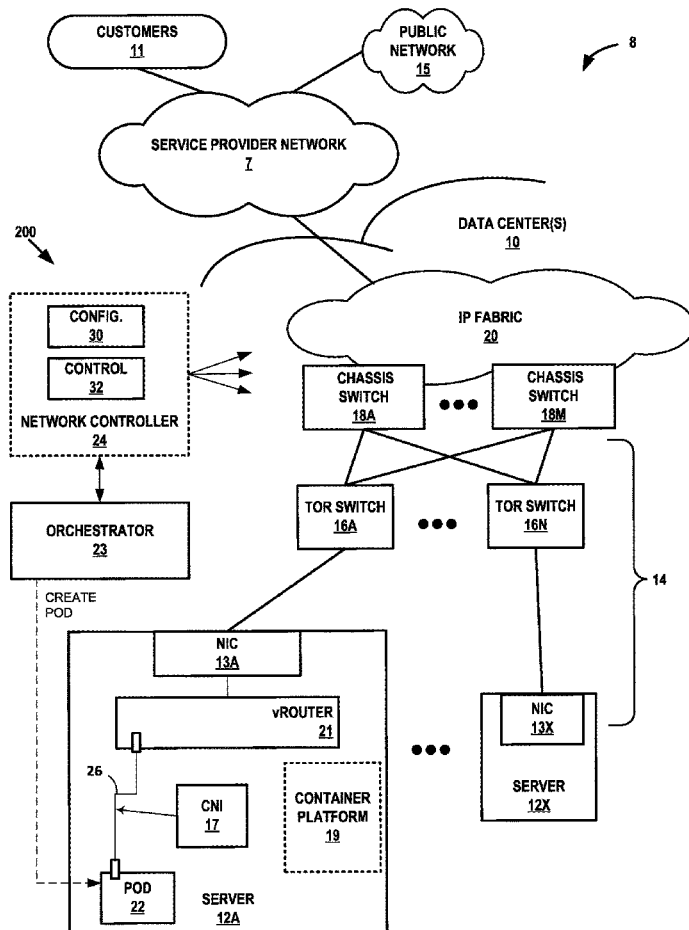 CUSTOMERS
11
PUBLIC
NETWORK
15
8
SERVICE PROVIDER NETWORK
7
DATA CENTER(S)
10
200
CONFIG.
30
CONTROL
32
NETWORK CONTROLLER
24
IP FABRIC
20
CHASSIS
SWITCH
18A
CHASSIS
SWITCH
18M
ORCHESTRATOR
23
TOR SWITCH
16A
TOR SWITCH
16N
14
CREATE
POD
NIC
13A
vROUTER
21
26
CNI
17
CONTAINER
PLATFORM
19
POD
22
SERVER
12A
NIC
13X
SERVER
12X